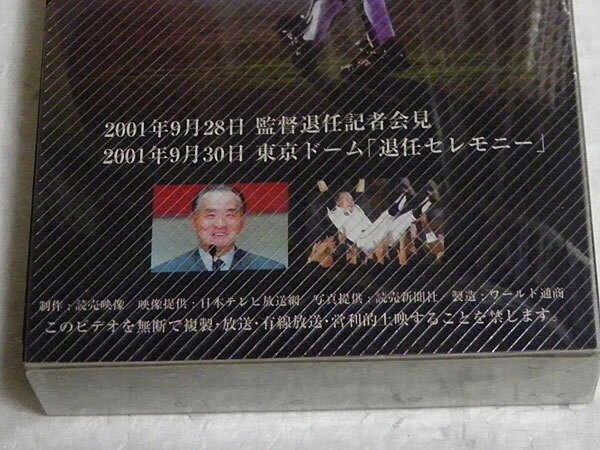 2001年9月28日 監督退任記者会見
2001年9月30日 東京ドーム「退任セレモニー」
制作：読売映像 映像提供：日本テレビ放送網 写真提供：読売新聞社 製造：ワールド通商
このビデオを無断で複製・放送・有線放送・営利的上映することを禁じます。